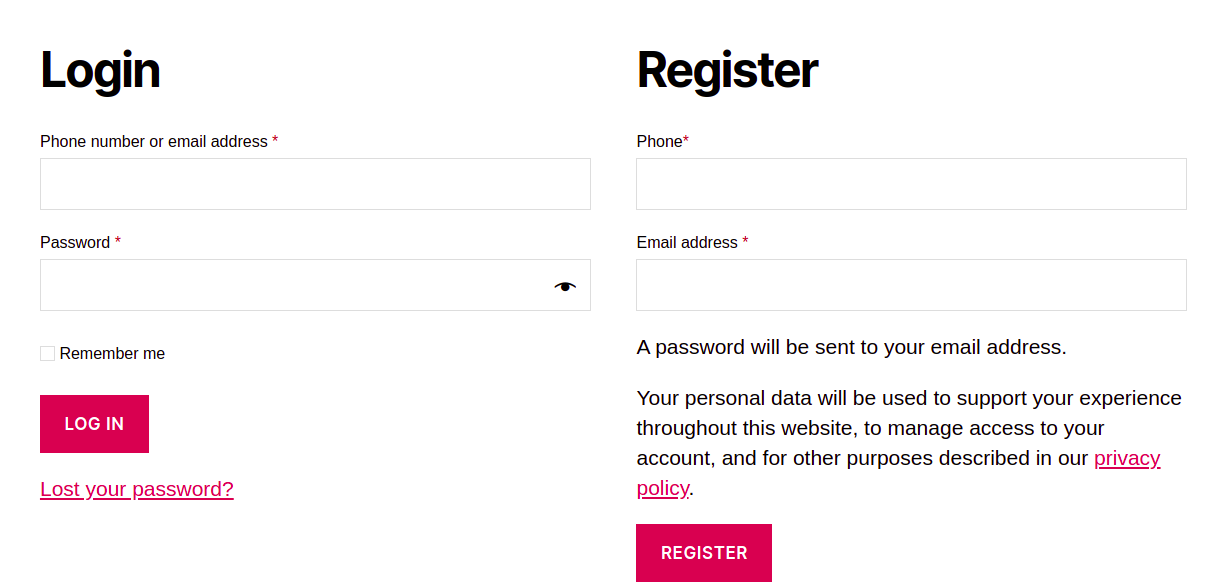 Login
Phone number or email address *
Password *
Remember me
LOG IN
Lost your password?
Register
Phone*
Email address *
A password will be sent to your email address.
Your personal data will be used to support your experience
throughout this website, to manage access to your
account, and for other purposes described in our privacy
policy.
REGISTER